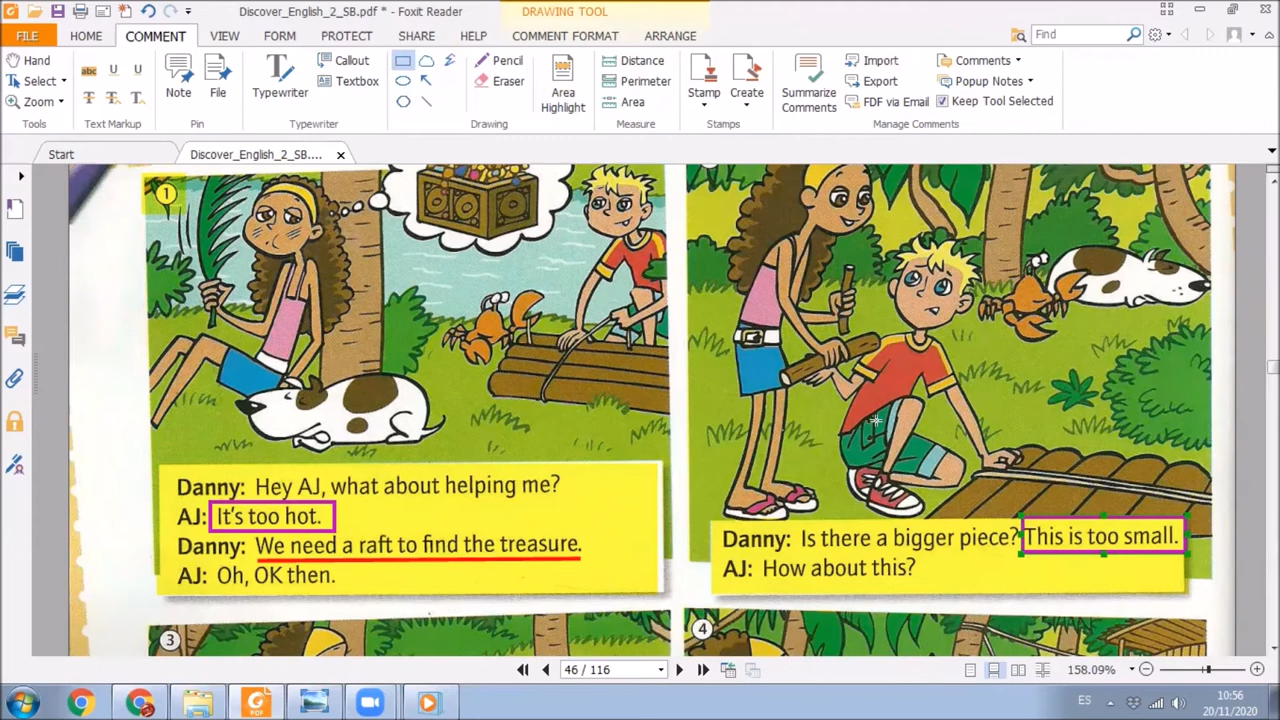 Discover_English_2_SB.pdf * - Foxit Reader
DRAWING TOOL
FILE HOME COMMENT VIEW FORM PROTECT SHARE HELP COMMENT FORMAT ARRANGE Find
Hand
Select
Zoom
Tools
abc U U
T T T
Text Markup
Note
File
Pin
Typewriter
Callout
Textbox
Typewriter
Pencil
Eraser
Drawing
Area
Highlight
Distance
Perimeter
Area
Measure
Stamp
Create
Stamps
Summarize
Comments
Import
Export
FDF via Email
Comments
Popup Notes
Keep Tool Selected
Manage Comments
Start Discover_English_2_SB....
1
Danny: Hey AJ, what about helping me?
AJ: It's too hot.
Danny: We need a raft to find the treasure.
AJ: Oh, OK then.
Danny: Is there a bigger piece? This is too small.
AJ: How about this?
3
4
46 / 116
158.09%
PDF
ES
10:56
20/11/2020